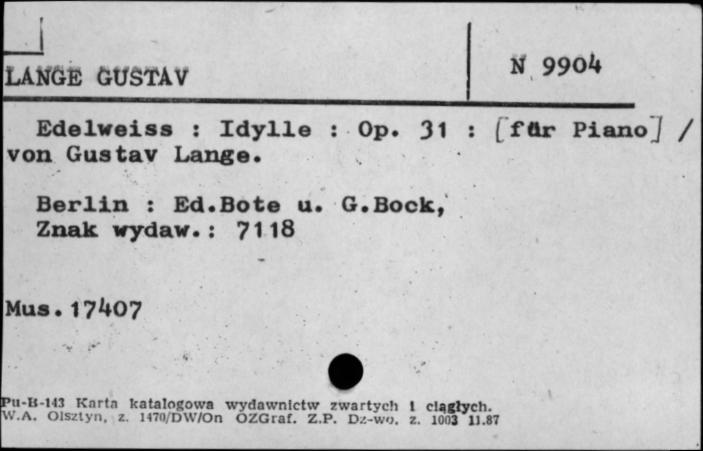 LANGE GUSTAV
N 9904
Edelweiss : Idylle : Op. 31 : [für Piano] /
von Gustav Lange.
Berlin : Ed.Bote u. G.Bock,
Znak wydaw.: 7118
Mus. 17407
Pu-B-143 Karta katalogowa wydawnictw zwartych i ciągłych.
W.A. Olsztyn, z. 1470/DW/On OZGraf. Z.P. Dz-wo, z. 1003 11.87